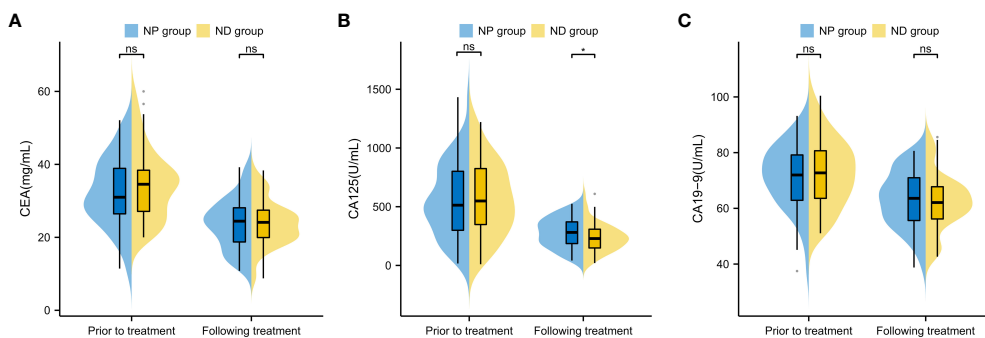 A
NP group ND group
ns
ns
CEA(mg/mL)
60
40
20
0
Prior to treatment Following treatment
B
NP group ND group
ns
*
CA125(U/mL)
1500
1000
500
0
Prior to treatment Following treatment
C
NP group ND group
ns
ns
CA19−9(U/mL)
100
80
60
40
Prior to treatment Following treatment